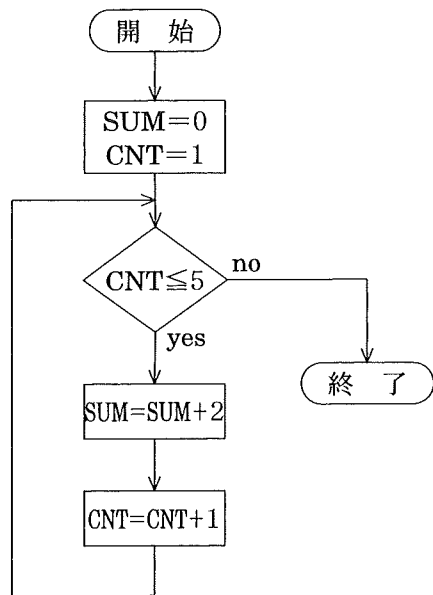 開 始
SUM=0
CNT=1
CNT≦5
no
yes
終 了
SUM=SUM+2
CNT=CNT+1